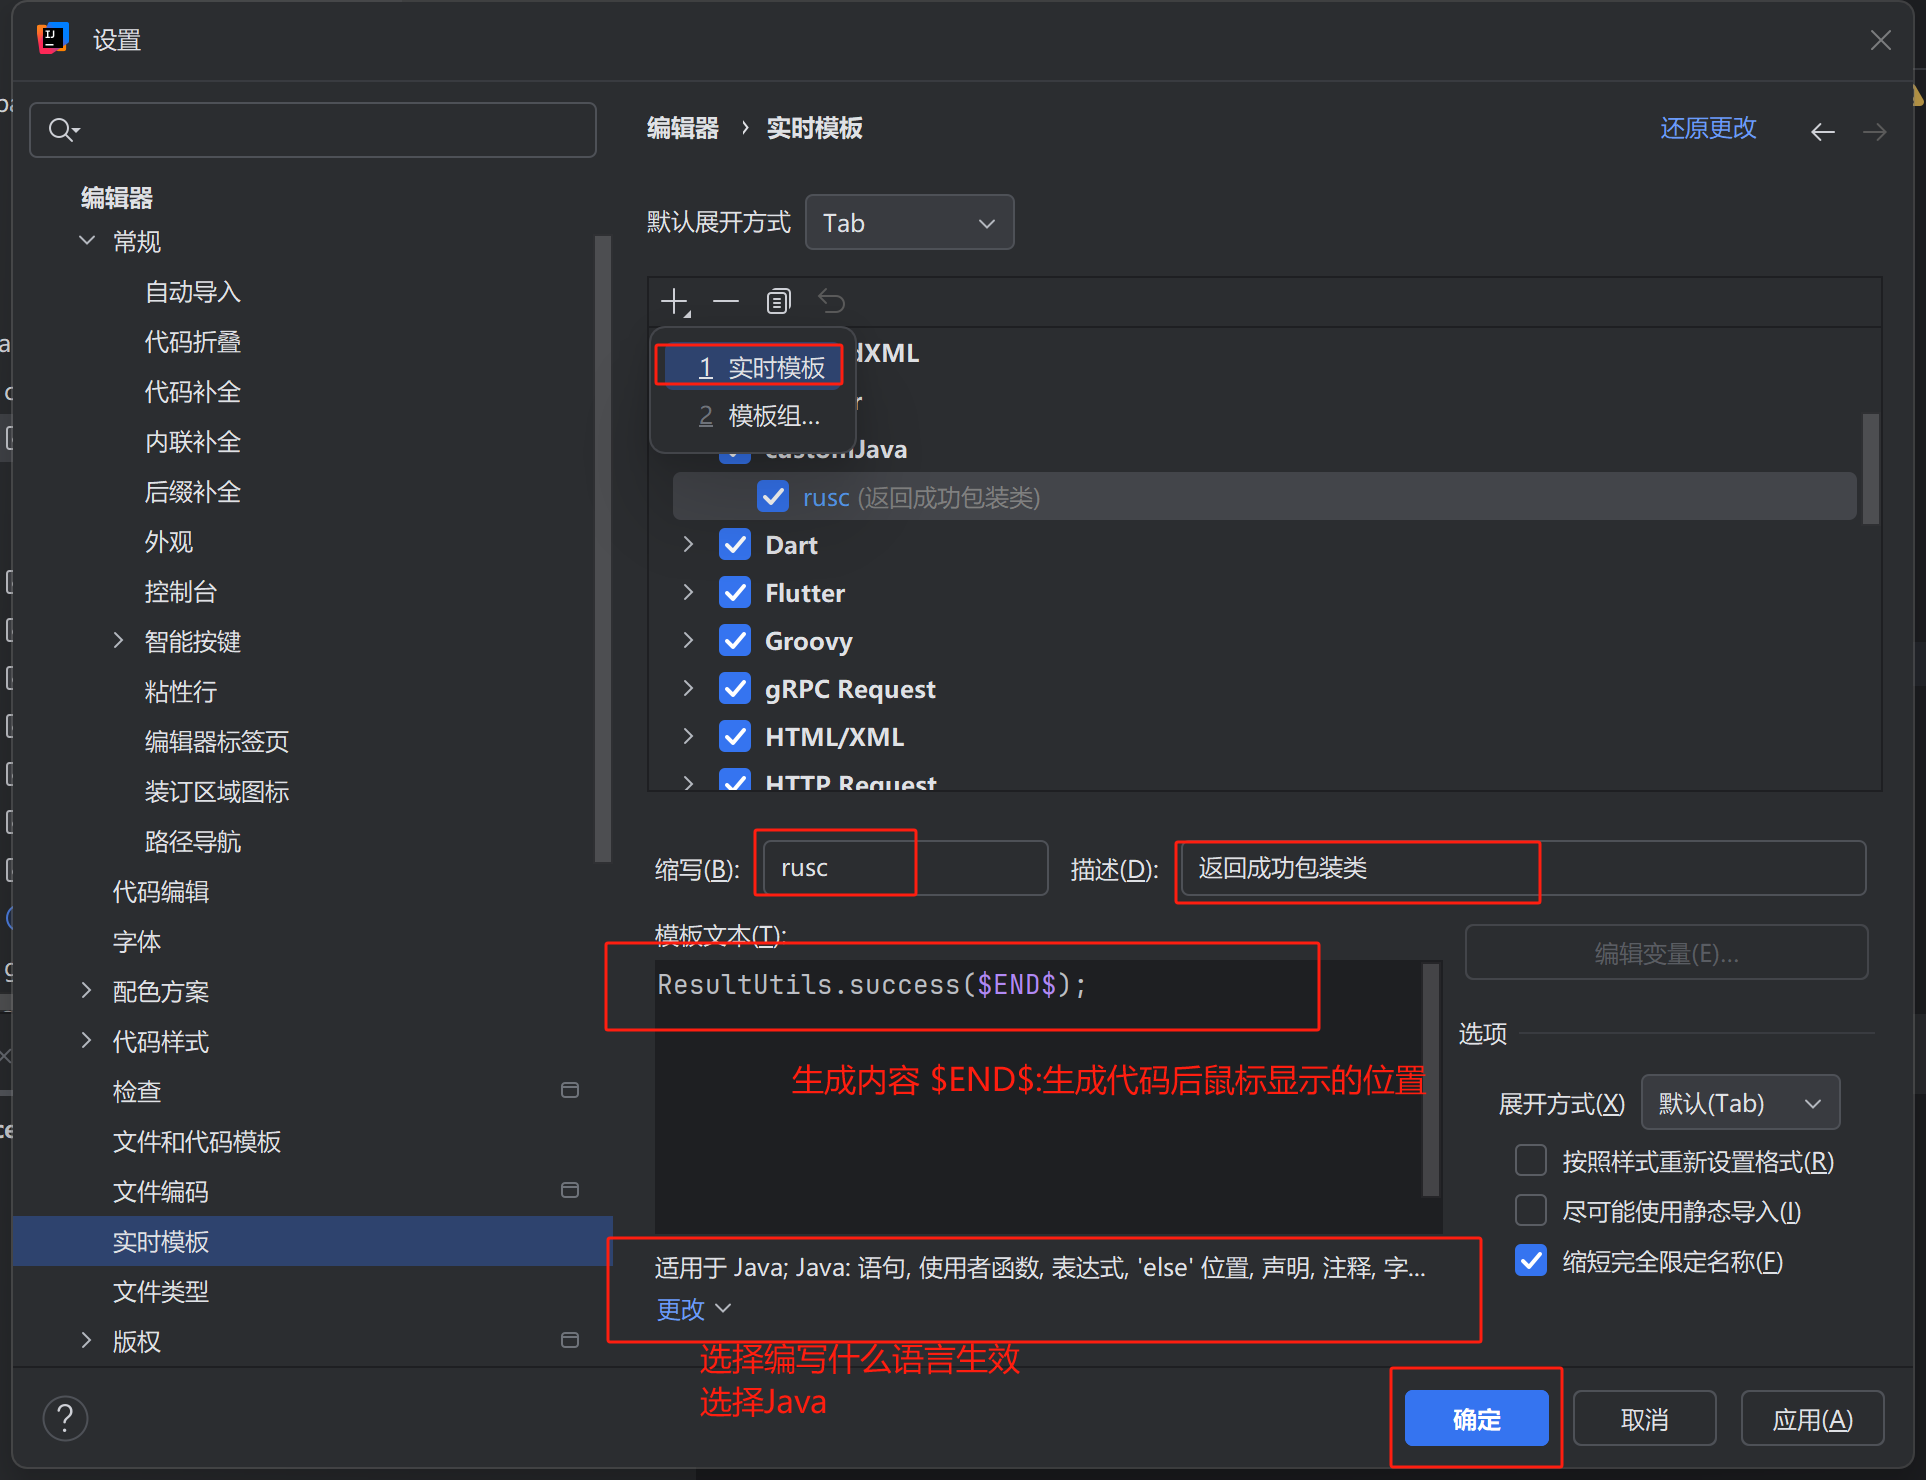 设置
编辑器
常规
自动导入
代码折叠
代码补全
内联补全
后缀补全
外观
控制台
智能按键
粘性行
编辑器标签页
装订区域图标
路径导航
代码编辑
字体
配色方案
代码样式
检查
文件和代码模板
文件编码
实时模板
文件类型
版权
编辑器 › 实时模板
还原更改
默认展开方式 Tab
1 实时模板
2 模板组...
dXML
r
customJava
rusc (返回成功包装类)
Dart
Flutter
Groovy
gRPC Request
HTML/XML
HTTP Request
缩写(B): rusc 描述(D): 返回成功包装类
模板文本(T):
ResultUtils.success($END$);
生成内容 $END$:生成代码后鼠标显示的位置
编辑变量(E)...
选项
展开方式(X) 默认(Tab)
按照样式重新设置格式(R)
尽可能使用静态导入(I)
缩短完全限定名称(F)
适用于 Java; Java: 语句, 使用者函数, 表达式, 'else' 位置, 声明, 注释, 字...
更改
选择编写什么语言生效
选择Java
? 确定 取消 应用(A)